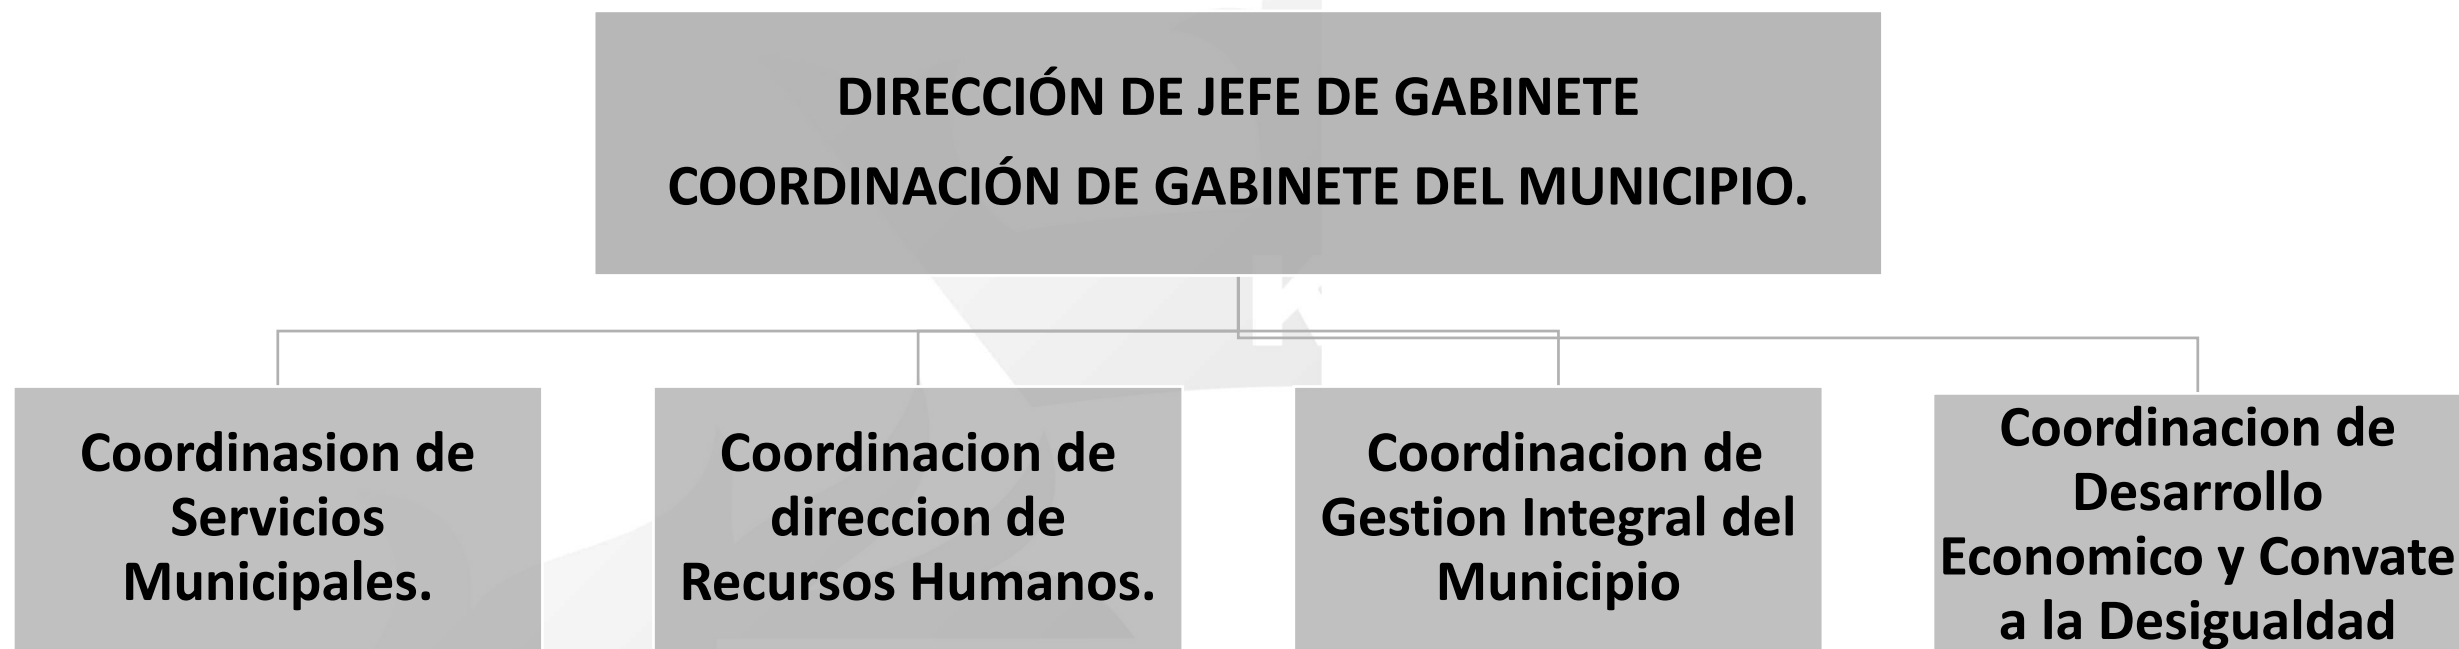 DIRECCIÓN DE JEFE DE GABINETE
COORDINACIÓN DE GABINETE DEL MUNICIPIO.
Coordinasion de
Servicios
Municipales.
Coordinacion de
direccion de
Recursos Humanos.
Coordinacion de
Gestion Integral del
Municipio
Coordinacion de
Desarrollo
Economico y Convate
a la Desigualdad